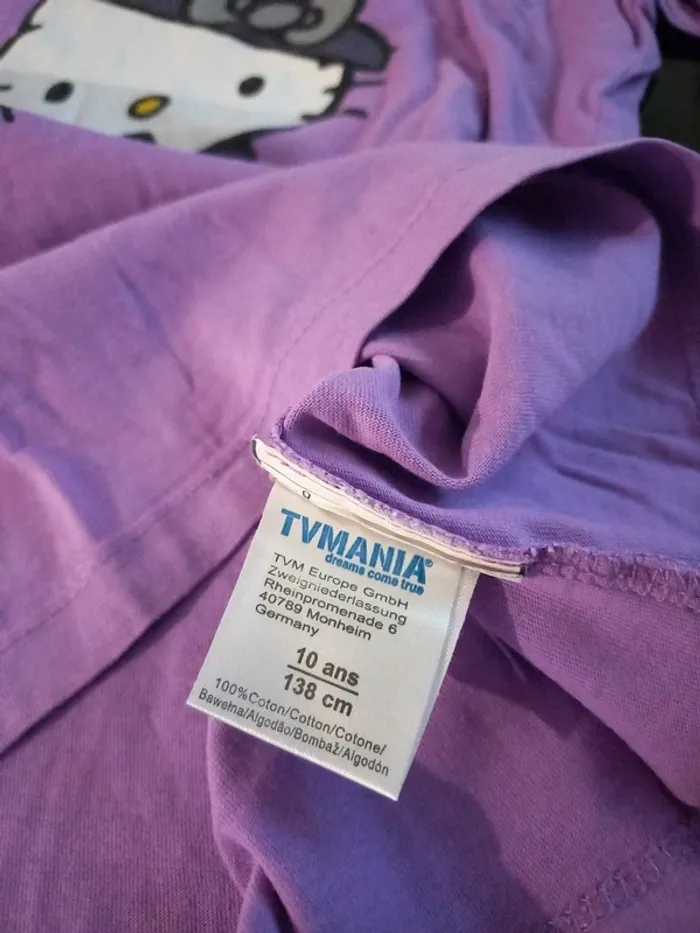 TVMANIA®
dreams come true
TVM Europe GmbH
Zweigniederlassung
Rheinpromenade 6
40789 Monheim
Germany
10 ans
138 cm
100%Coton/Cotton/Cotone/
Bawełna/Algodão/Bombaž/Algodón